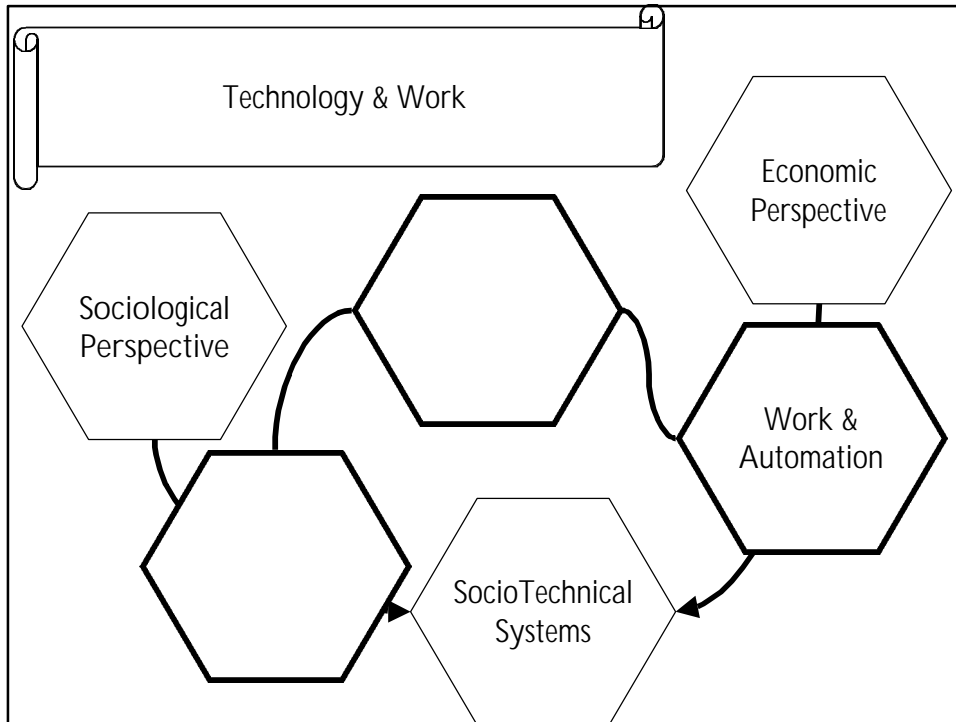 Technology & Work
Economic
Perspective
Sociological
Perspective
Work &
Automation
SocioTechnical
Systems